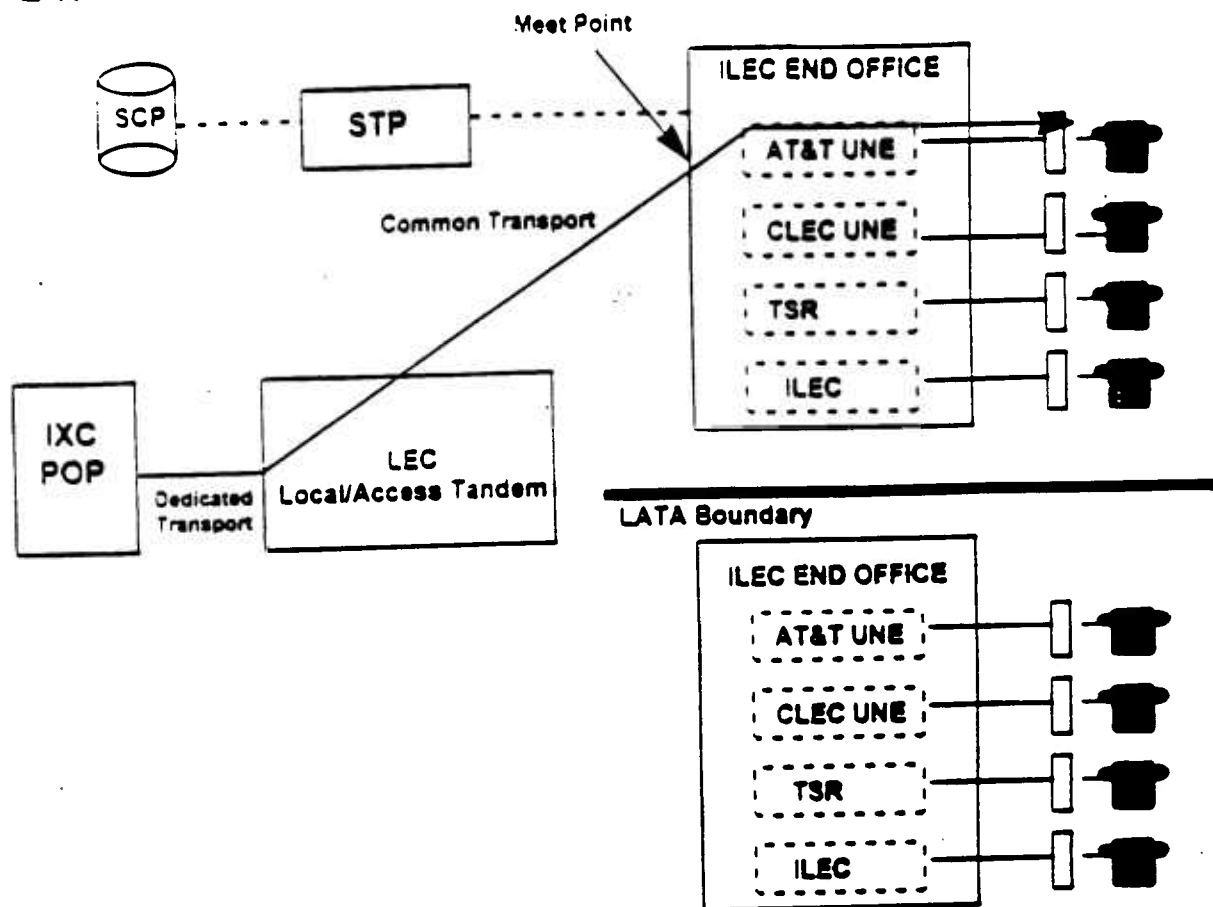 Meet Point
ILEC END OFFICE
SCP
STP
AT&T UNE
Common Transport
CLEC UNE
TSR
ILEC
IXC
POP
LEC
Local/Access Tandem
Dedicated
Transport
LATA Boundary
ILEC END OFFICE
AT&T UNE
CLEC UNE
TSR
ILEC